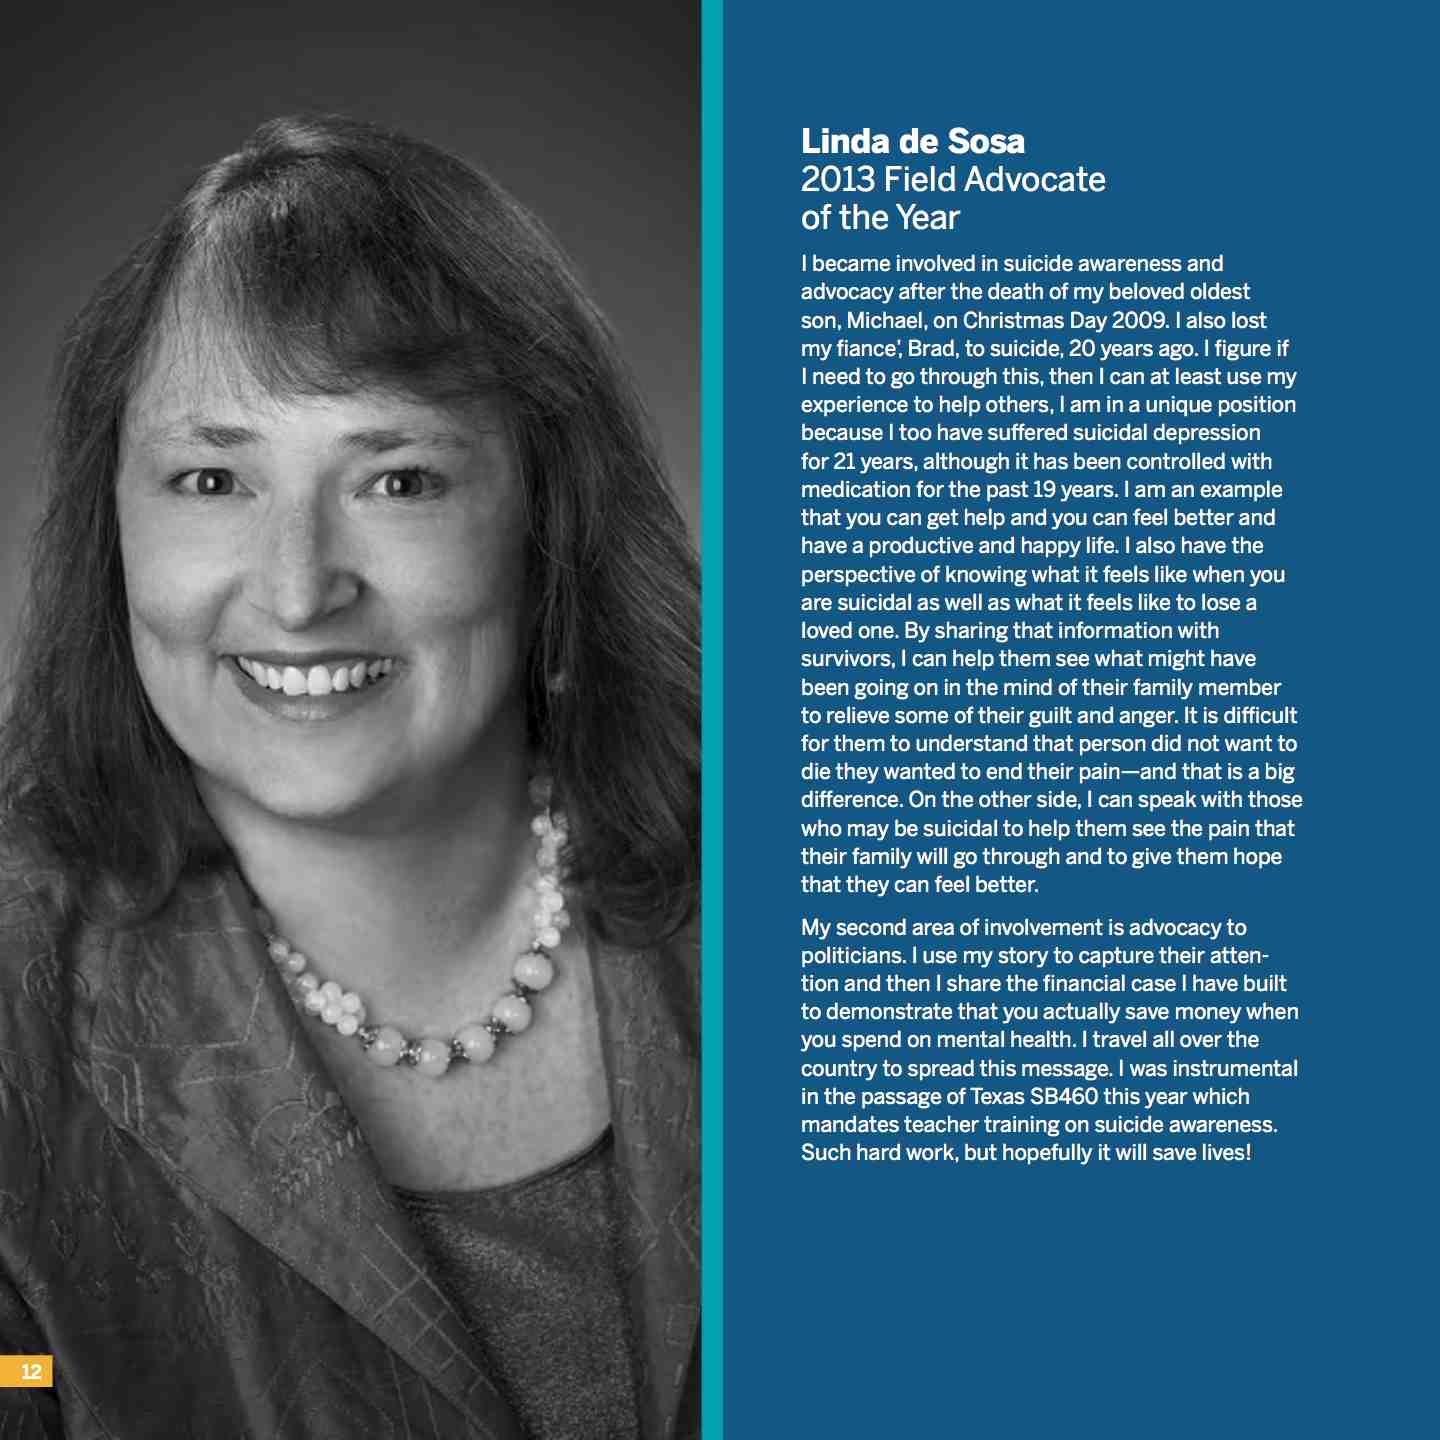 Linda de Sosa
2013 Field Advocate
of the Year
I became involved in suicide awareness and
advocacy after the death of my beloved oldest
son, Michael, on Christmas Day 2009. I also lost
my fiance’, Brad, to suicide, 20 years ago. I figure if
I need to go through this, then I can at least use my
experience to help others, I am in a unique position
because I too have suffered suicidal depression
for 21 years, although it has been controlled with
medication for the past 19 years. I am an example
that you can get help and you can feel better and
have a productive and happy life. I also have the
perspective of knowing what it feels like when you
are suicidal as well as what it feels like to lose a
loved one. By sharing that information with
survivors, I can help them see what might have
been going on in the mind of their family member
to relieve some of their guilt and anger. It is difficult
for them to understand that person did not want to
die they wanted to end their pain—and that is a big
difference. On the other side, I can speak with those
who may be suicidal to help them see the pain that
their family will go through and to give them hope
that they can feel better.
My second area of involvement is advocacy to
politicians. I use my story to capture their atten-
tion and then I share the financial case I have built
to demonstrate that you actually save money when
you spend on mental health. I travel all over the
country to spread this message. I was instrumental
in the passage of Texas SB460 this year which
mandates teacher training on suicide awareness.
Such hard work, but hopefully it will save lives!
12